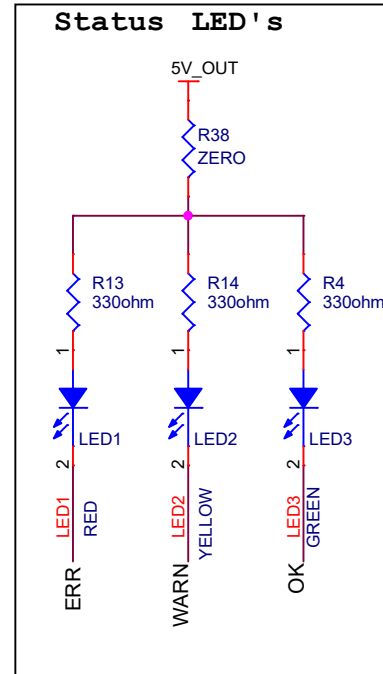 Status LED's
5V_OUT
R38
ZERO
R13
330ohm
R14
330ohm
R4
330ohm
1
1
1
LED1
LED2
LED3
2
2
2
LED1
RED
LED2
YELLOW
LED3
GREEN
ERR
WARN
OK